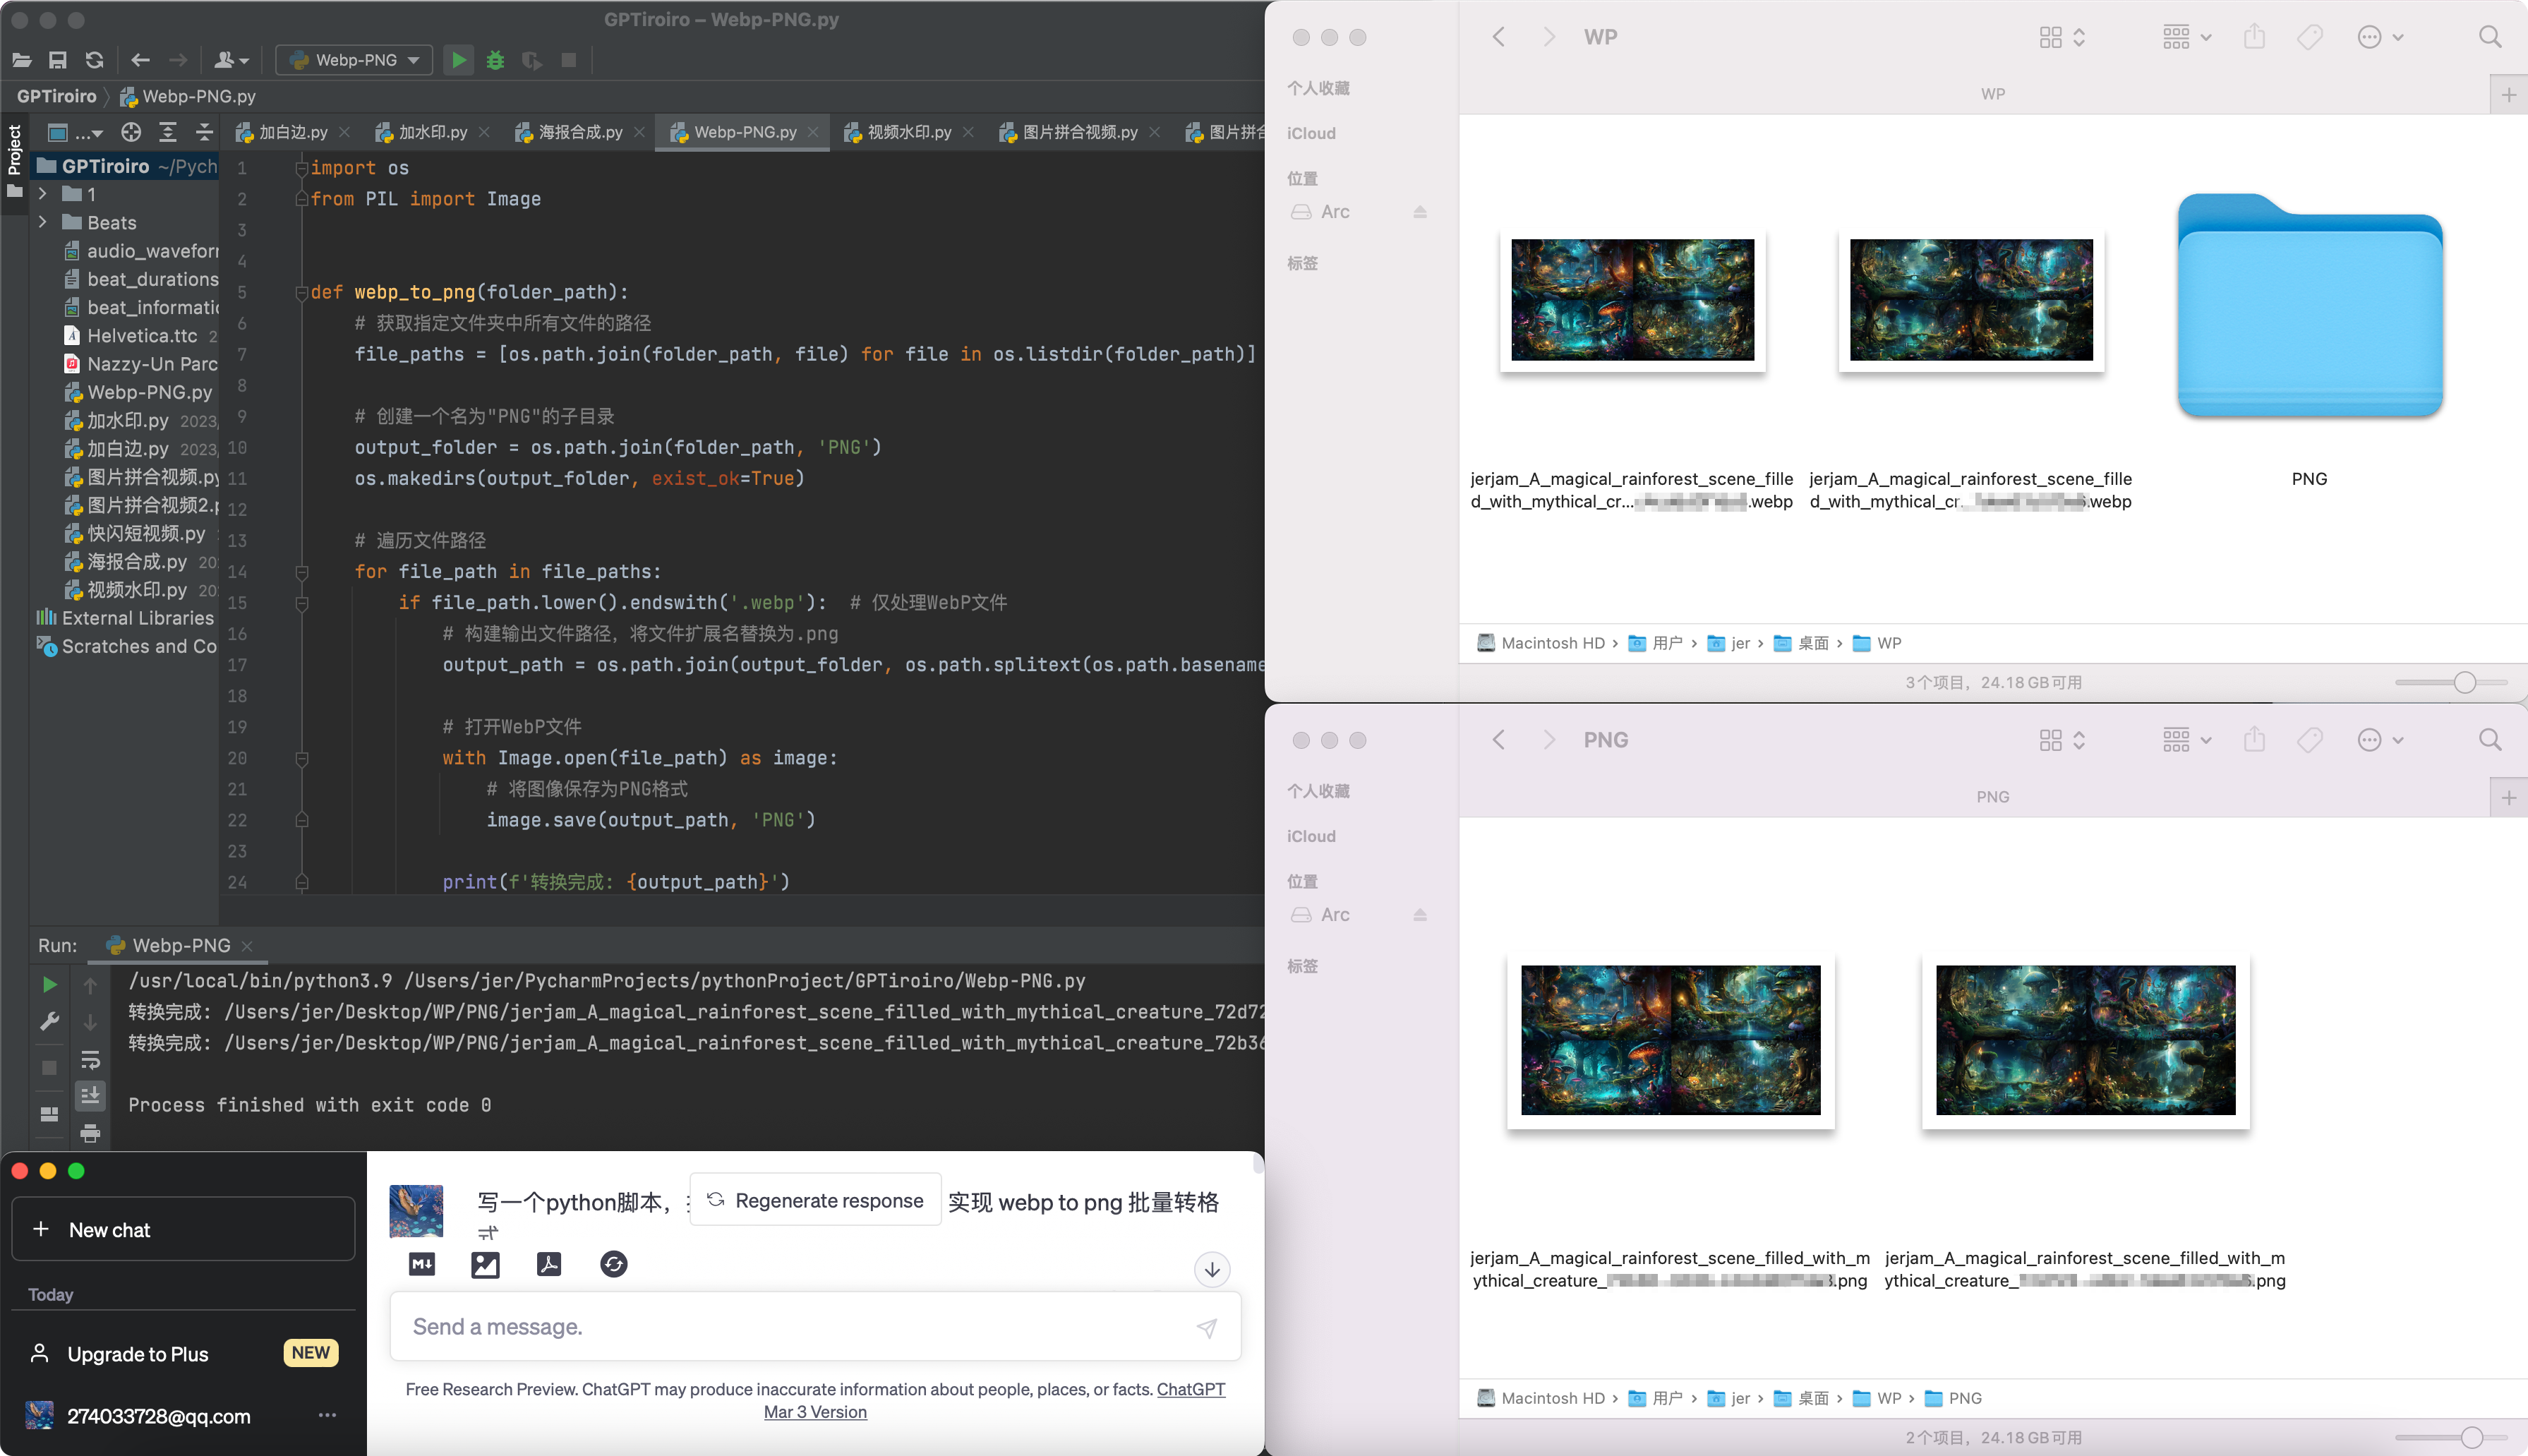 GPTiroiro – Webp-PNG.py
Webp-PNG
GPTiroiro
Webp-PNG.py
Project
...
加白边.py
加水印.py
海报合成.py
Webp-PNG.py
视频水印.py
图片拼合视频.py
图片拼合
GPTiroiro ~/Pych
1
Beats
audio_wavefor
beat_durations
beat_informatio
Helvetica.ttc 2
Nazzy-Un Parc
Webp-PNG.py
加水印.py 2023
加白边.py 2023
图片拼合视频.py
图片拼合视频2.p
快闪短视频.py
海报合成.py 20
视频水印.py 20
External Libraries
Scratches and Co
1 import os
2 from PIL import Image
3
4
5 def webp_to_png(folder_path):
6 # 获取指定文件夹中所有文件的路径
7 file_paths = [os.path.join(folder_path, file) for file in os.listdir(folder_path)]
8
9 # 创建一个名为"PNG"的子目录
10 output_folder = os.path.join(folder_path, 'PNG')
11 os.makedirs(output_folder, exist_ok=True)
12
13 # 遍历文件路径
14 for file_path in file_paths:
15 if file_path.lower().endswith('.webp'): # 仅处理WebP文件
16 # 构建输出文件路径，将文件扩展名替换为.png
17 output_path = os.path.join(output_folder, os.path.splitext(os.path.basename
18
19 # 打开WebP文件
20 with Image.open(file_path) as image:
21 # 将图像保存为PNG格式
22 image.save(output_path, 'PNG')
23
24 print(f'转换完成: {output_path}')
Run: Webp-PNG
/usr/local/bin/python3.9 /Users/jer/PycharmProjects/pythonProject/GPTiroiro/Webp-PNG.py
转换完成: /Users/jer/Desktop/WP/PNG/jerjam_A_magical_rainforest_scene_filled_with_mythical_creature_72d72
转换完成: /Users/jer/Desktop/WP/PNG/jerjam_A_magical_rainforest_scene_filled_with_mythical_creature_72b36
Process finished with exit code 0
New chat
Today
Upgrade to Plus NEW
274033728@qq.com
写一个python脚本，
Regenerate response
实现 webp to png 批量转格
式
M↓
Send a message.
Free Research Preview. ChatGPT may produce inaccurate information about people, places, or facts. ChatGPT
Mar 3 Version
WP
WP
个人收藏
iCloud
位置
Arc
标签
jerjam_A_magical_rainforest_scene_fille
d_with_mythical_cr... .webp
jerjam_A_magical_rainforest_scene_fille
d_with_mythical_cr... .webp
PNG
Macintosh HD › 用户 › jer › 桌面 › WP
3个项目，24.18 GB可用
PNG
PNG
个人收藏
iCloud
位置
Arc
标签
jerjam_A_magical_rainforest_scene_filled_with_m
ythical_creature_ .png
jerjam_A_magical_rainforest_scene_filled_with_m
ythical_creature_ .png
Macintosh HD › 用户 › jer › 桌面 › WP › PNG
2个项目，24.18 GB可用